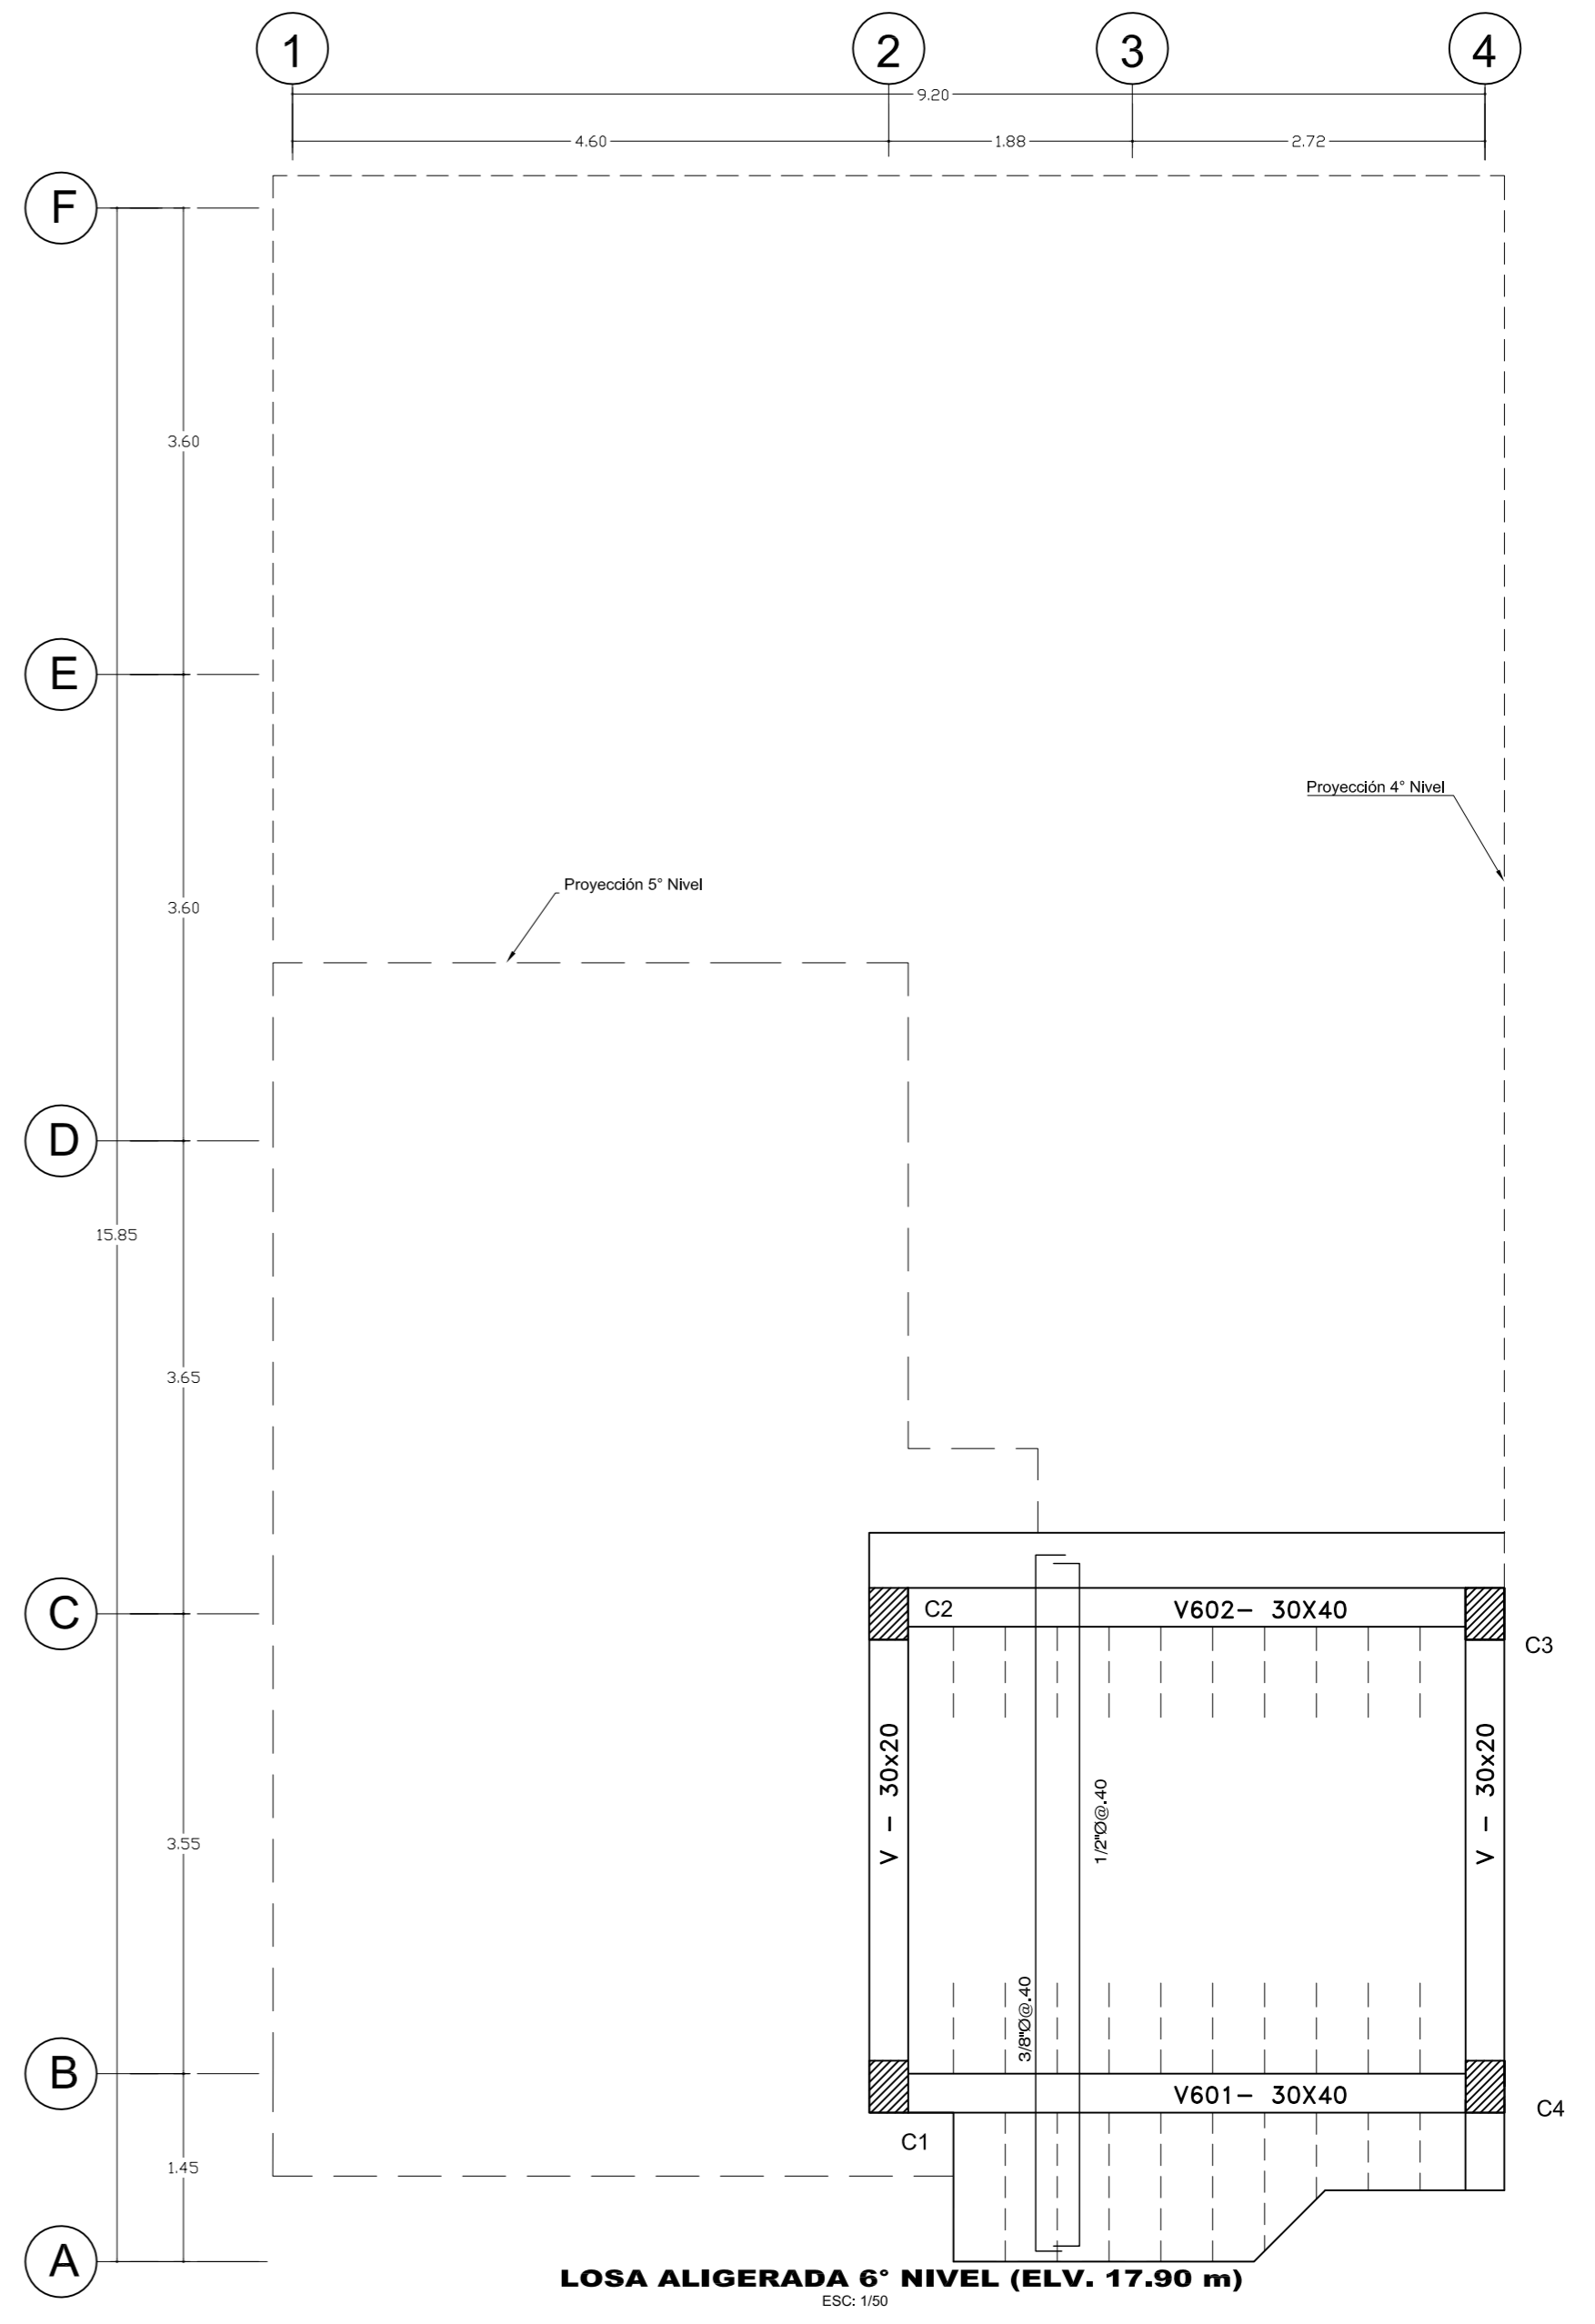 1 2 3 4
9.20
4.60 1.88 2.72
F
3.60
E
Proyección 4° Nivel
Proyección 5° Nivel
3.60
D
15.85
3.65
C
C2
V602- 30X40
C3
V - 30x20
V - 30x20
1/2"Ø@.40
3.55
3/8"Ø@.40
B
V601- 30X40
C4
C1
1.45
A
LOSA ALIGERADA 6° NIVEL (ELV. 17.90 m)
ESC: 1/50